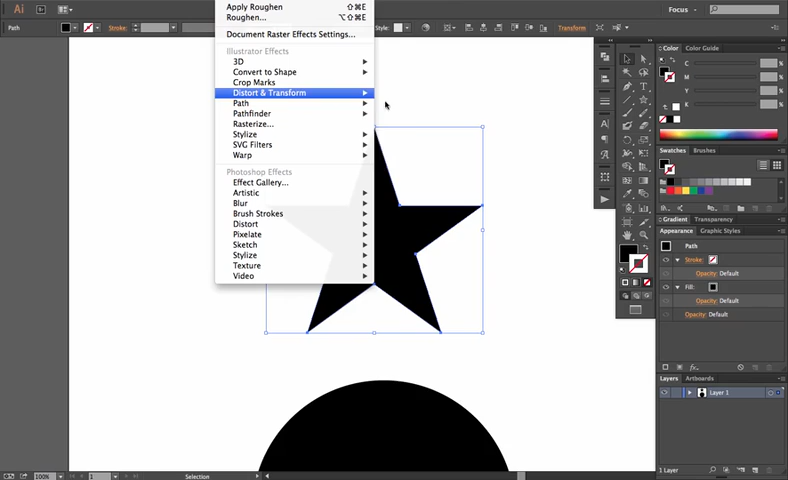 Ai
Br
Focus
Path
Stroke:
Style:
Transform
Apply Roughen ⇧⌘E
Roughen... ⌥⇧⌘E
Document Raster Effects Settings...
Illustrator Effects
3D
Convert to Shape
Crop Marks
Distort & Transform
Path
Pathfinder
Rasterize...
Stylize
SVG Filters
Warp
Photoshop Effects
Effect Gallery...
Artistic
Blur
Brush Strokes
Distort
Pixelate
Sketch
Stylize
Texture
Video
Color
Color Guide
C
M
Y
K
Swatches
Brushes
Gradient
Transparency
Appearance
Graphic Styles
Path
Stroke:
Opacity: Default
Fill:
Opacity: Default
Opacity: Default
Layers
Artboards
Layer 1
1 Layer
100%
1
Selection